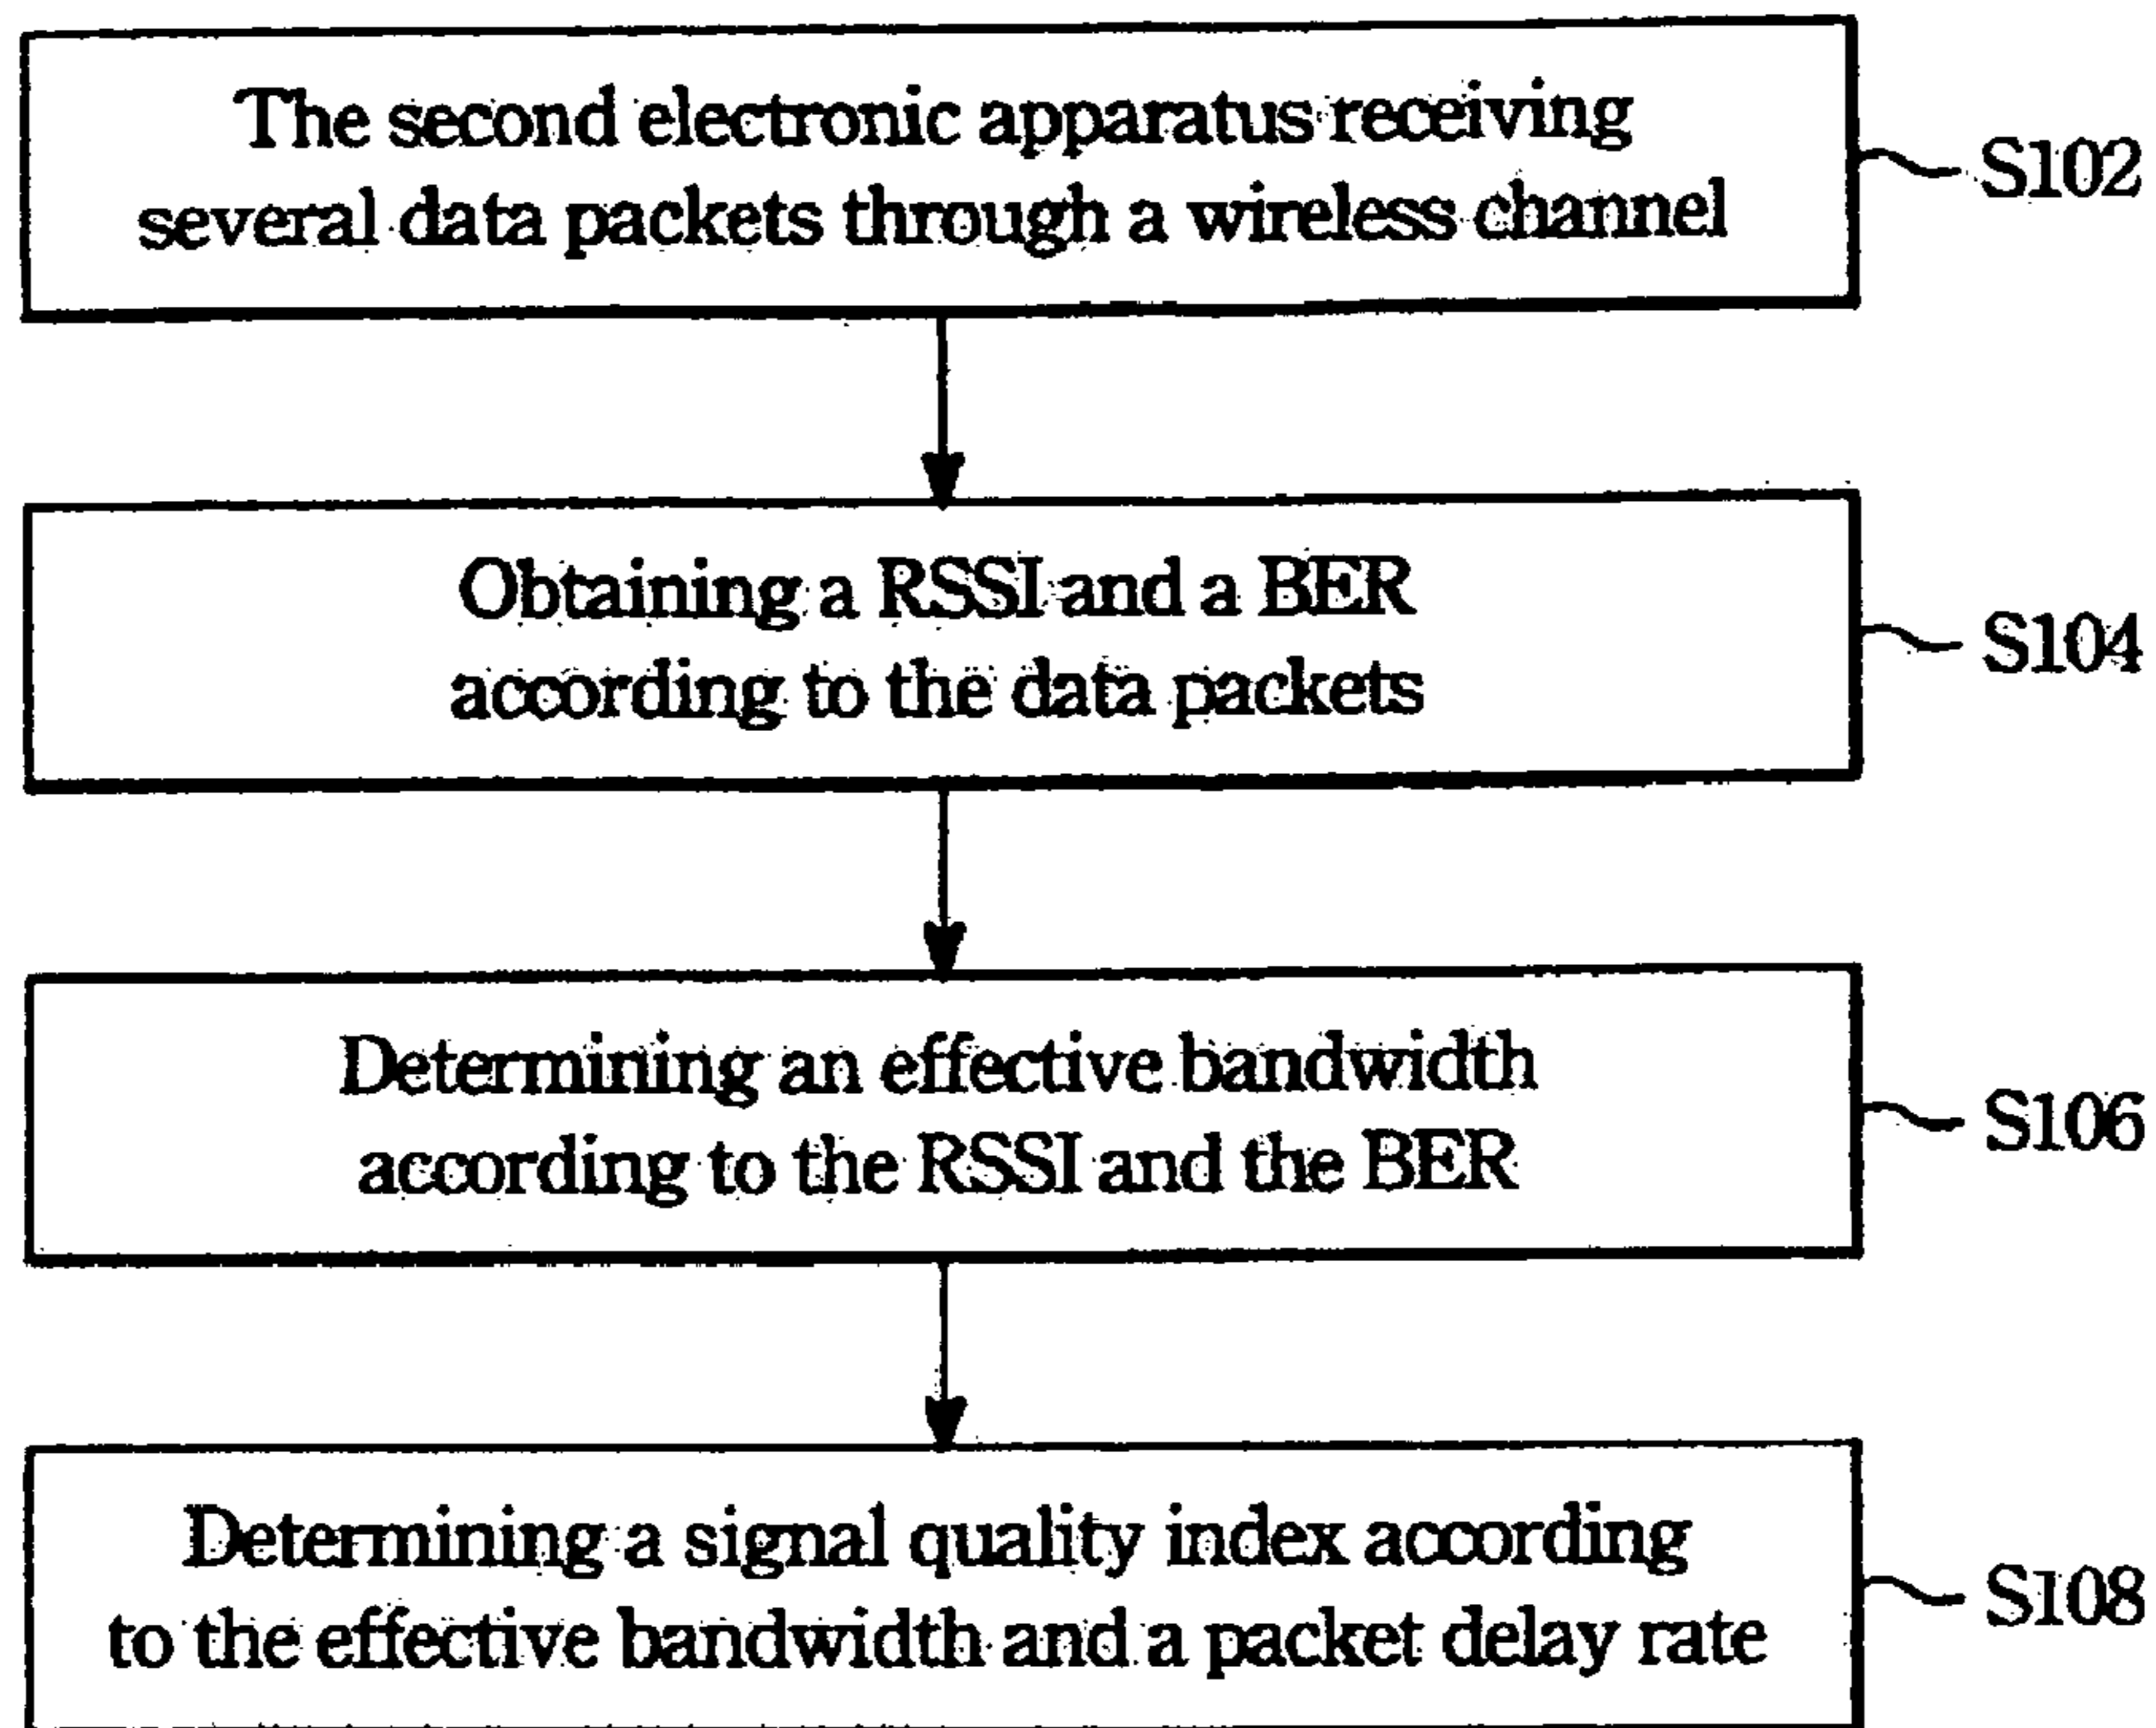 The second electronic apparatus receiving
several data packets through a wireless channel
S102
Obtaining a RSSI and a BER
according to the data packets
S104
Determining an effective bandwidth
according to the RSSI and the BER
S106
Determining a signal quality index according
to the effective bandwidth and a packet delay rate
S108